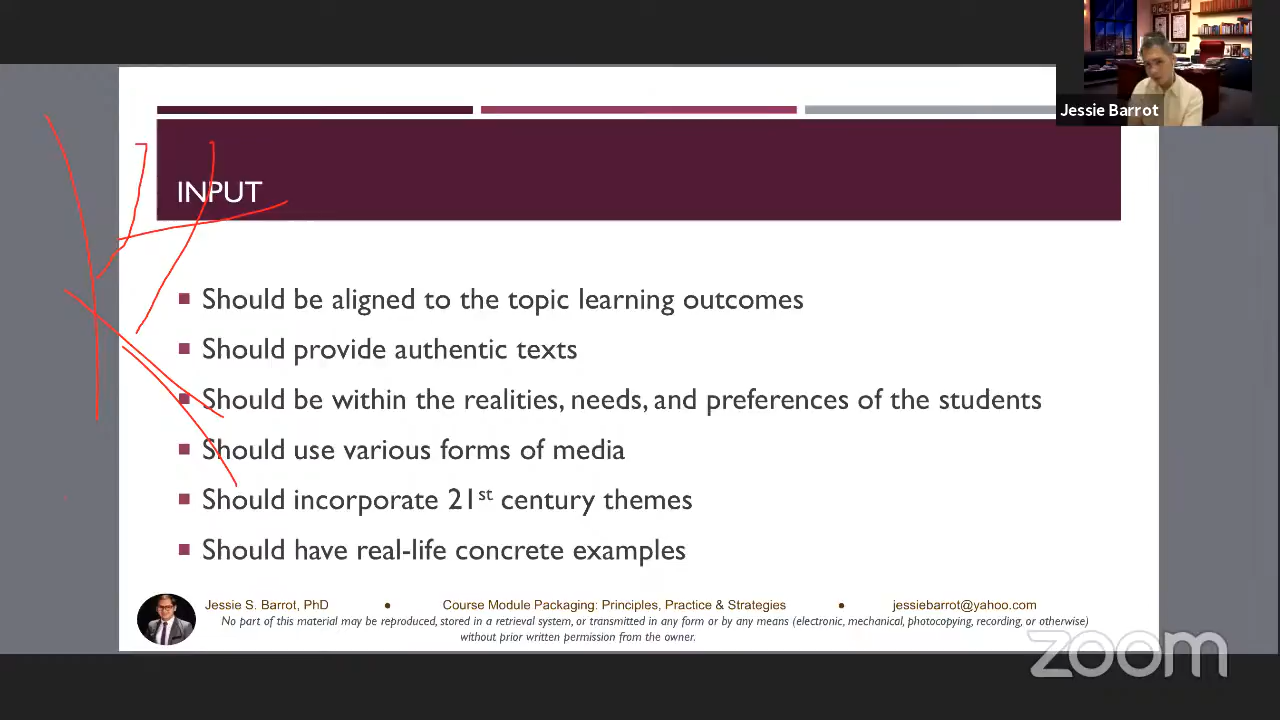 Jessie Barrot
INPUT
Should be aligned to the topic learning outcomes
Should provide authentic texts
Should be within the realities, needs, and preferences of the students
Should use various forms of media
Should incorporate 21st century themes
Should have real-life concrete examples
Jessie S. Barrot, PhD ● Course Module Packaging: Principles, Practice & Strategies ● jessiebarrot@yahoo.com
No part of this material may be reproduced, stored in a retrieval system, or transmitted in any form or by any means (electronic, mechanical, photocopying, recording, or otherwise)
without prior written permission from the owner.
zoom